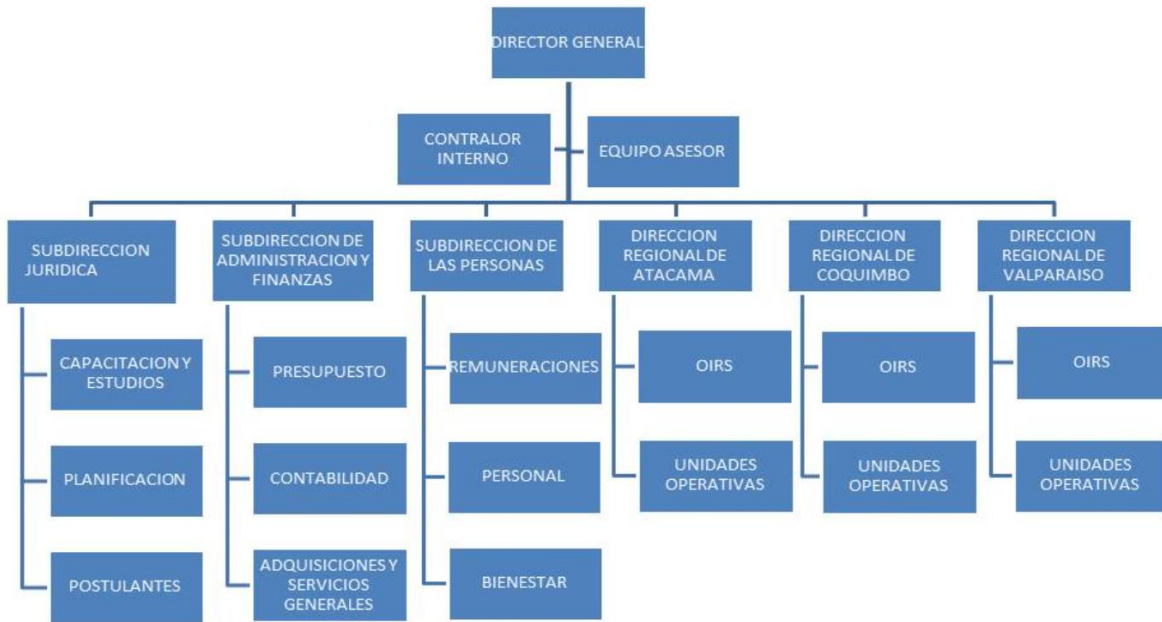 DIRECTOR GENERAL
CONTRALOR
INTERNO
EQUIPO ASESOR
SUBDIRECCION
JURIDICA
SUBDIRECCION DE
ADMINISTRACION Y
FINANZAS
SUBDIRECCION DE
LAS PERSONAS
DIRECCION
REGIONAL DE
ATACAMA
DIRECCION
REGIONAL DE
COQUIMBO
DIRECCION
REGIONAL DE
VALPARAISO
CAPACITACION Y
ESTUDIOS
PRESUPUESTO
REMUNERACIONES
OIRS
OIRS
OIRS
PLANIFICACION
CONTABILIDAD
PERSONAL
UNIDADES
OPERATIVAS
UNIDADES
OPERATIVAS
UNIDADES
OPERATIVAS
POSTULANTES
ADQUISICIONES Y
SERVICIOS
GENERALES
BIENESTAR